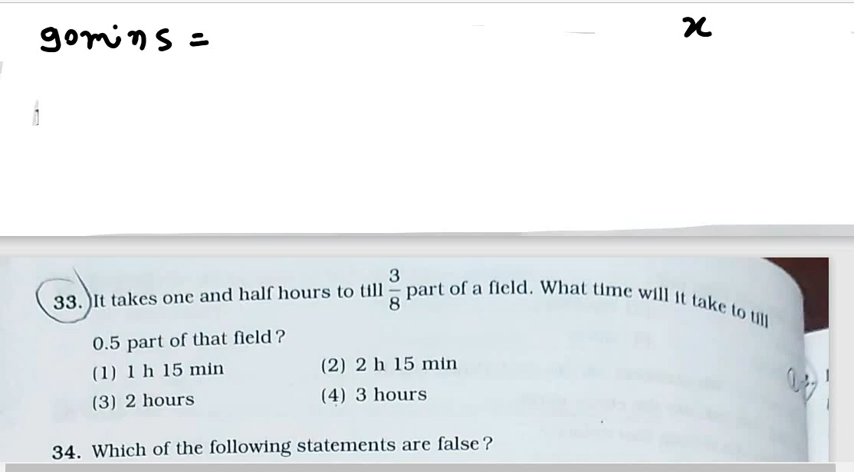 90mins = x
33. It takes one and half hours to till 3/8 part of a field. What time will it take to till
0.5 part of that field?
(1) 1 h 15 min (2) 2 h 15 min
(3) 2 hours (4) 3 hours
34. Which of the following statements are false?